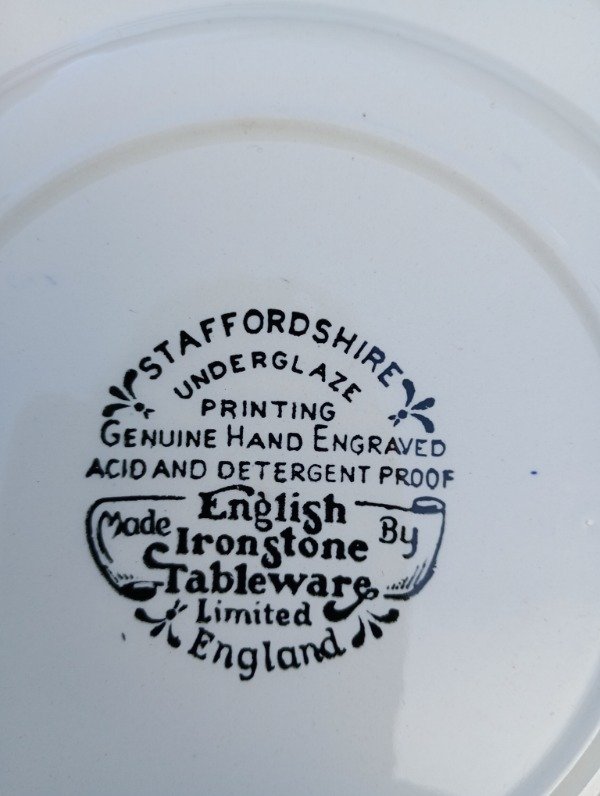 STAFFORDSHIRE
UNDERGLAZE
PRINTING
GENUINE HAND ENGRAVED
ACID AND DETERGENT PROOF
Made English By
Ironstone
Tableware
Limited
England